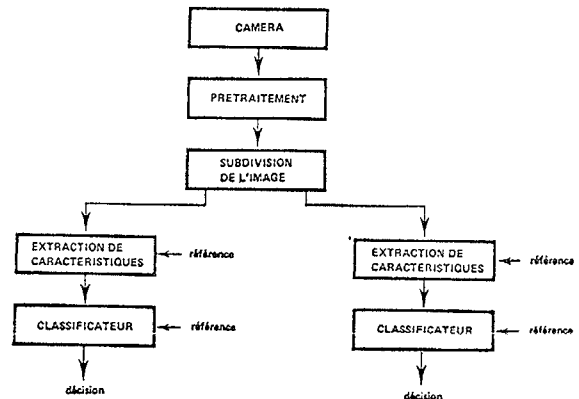 CAMERA
PRETRAITEMENT
SUBDIVISION
DE L'IMAGE
EXTRACTION DE
CARACTERISTIQUES
référence
CLASSIFICATEUR
référence
décision
EXTRACTION DE
CARACTERISTIQUES
référence
CLASSIFICATEUR
référence
décision